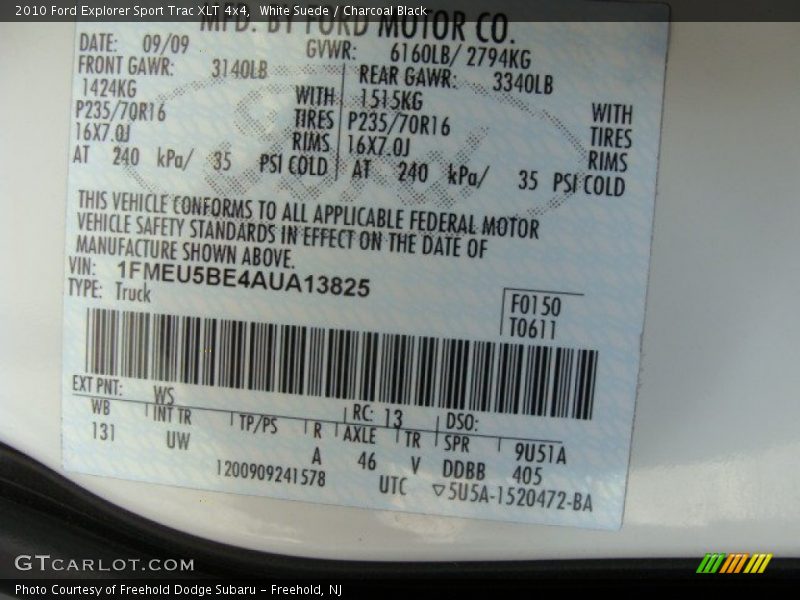 2010 Ford Explorer Sport Trac XLT 4x4, White Suede / Charcoal Black
MFD. BY FORD MOTOR CO.
DATE: 09/09 GVWR: 6160LB/ 2794KG
FRONT GAWR: 3140LB REAR GAWR: 3340LB
1424KG WITH 1515KG WITH
P235/70R16 TIRES P235/70R16 TIRES
16X7.0J RIMS 16X7.0J RIMS
AT 240 kPa/ 35 PSI COLD AT 240 kPa/ 35 PSI COLD
THIS VEHICLE CONFORMS TO ALL APPLICABLE FEDERAL MOTOR
VEHICLE SAFETY STANDARDS IN EFFECT ON THE DATE OF
MANUFACTURE SHOWN ABOVE.
VIN: 1FMEU5BE4AUA13825
TYPE: Truck
F0150
T0611
EXT PNT: WS RC: 13 DSO:
WB INT TR TP/PS R AXLE TR SPR 9U51A
131 UW A 46 V DDBB 405
1200909241578 UTC ▽5U5A-1520472-BA
GTCARLOT.COM
Photo Courtesy of Freehold Dodge Subaru - Freehold, NJ